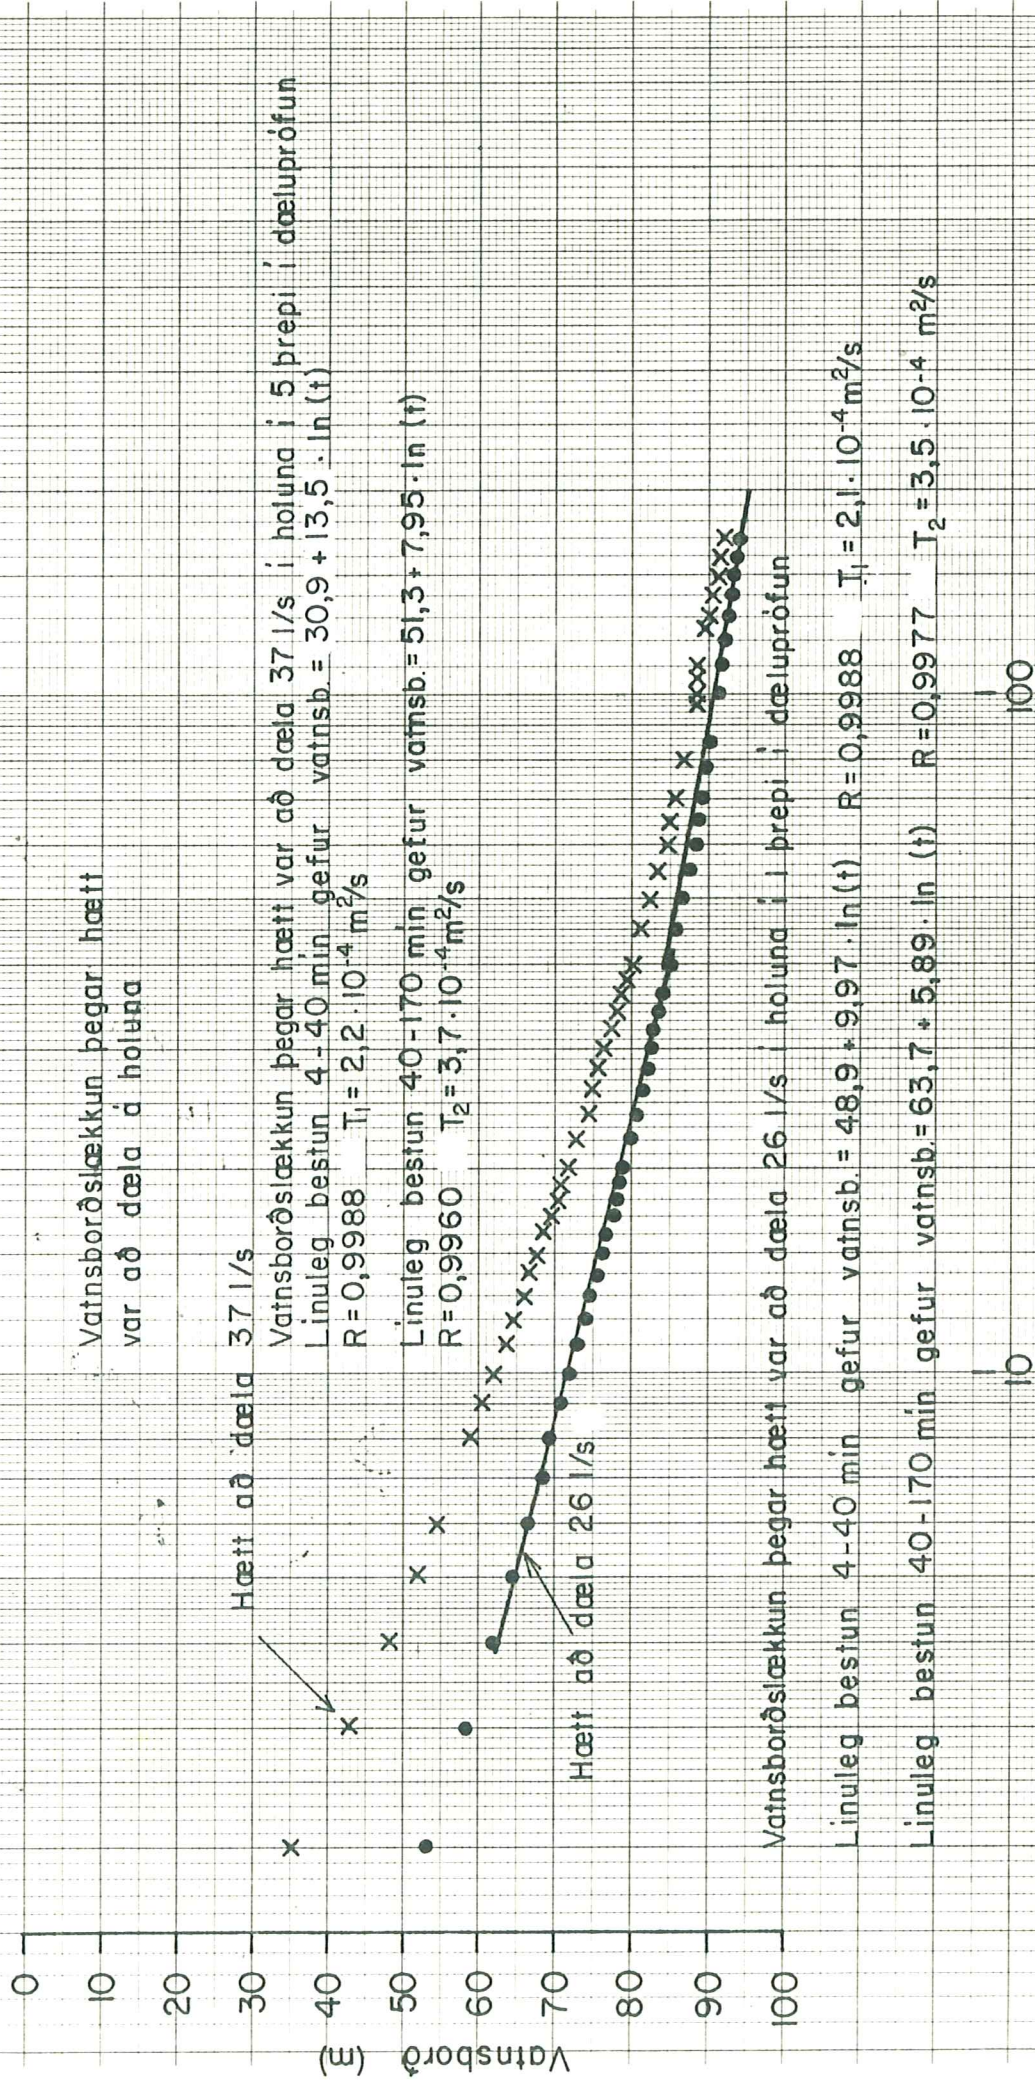 Vatnsborðslækkun þegar hætt
var að dæla á holuna
Hætt að dæla 37 l/s
Vatnsborðslækkun þegar hætt var að dæla 37 l/s í holuna í 5 þrepi í dæluprófun
Línuleg bestun 4-40 mín gefur vatnsb. = 30,9 + 13,5 · ln(t)
R = 0,9988 T₁ = 2,2·10⁻⁴ m²/s
Línuleg bestun 40-170 mín gefur vatnsb. = 51,3 + 7,95 · ln (t)
R = 0,9960 T₂ = 3,7·10⁻⁴ m²/s
Hætt að dæla 26 l/s
Vatnsborðslækkun þegar hætt var að dæla 26 l/s í holuna í 1 þrepi í dæluprófun
Línuleg bestun 4-40 mín gefur vatnsb. = 48,9 + 9,97 · ln(t) R = 0,9988 T₁ = 2,1·10⁻⁴ m²/s
Línuleg bestun 40-170 mín gefur vatnsb. = 63,7 + 5,89 · ln (t) R = 0,9977 T₂ = 3,5·10⁻⁴ m²/s
0
10
20
30
40
50
60
70
80
90
100
Vatnsborð (m)
10
100